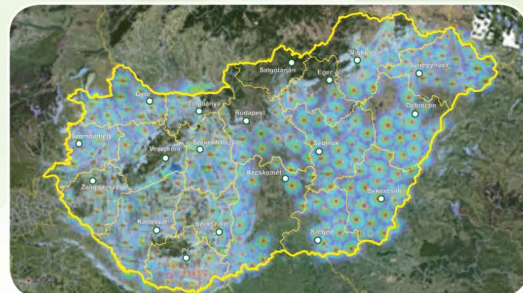 Miskolc
Salgótarján
Eger
Nyíregyháza
Győr
Tatabánya
Debrecen
Budapest
Szombathely
Székesfehérvár
Szolnok
Veszprém
Kecskemét
Zalaegerszeg
Békéscsaba
Kaposvár
Szekszárd
Szeged
Pécs